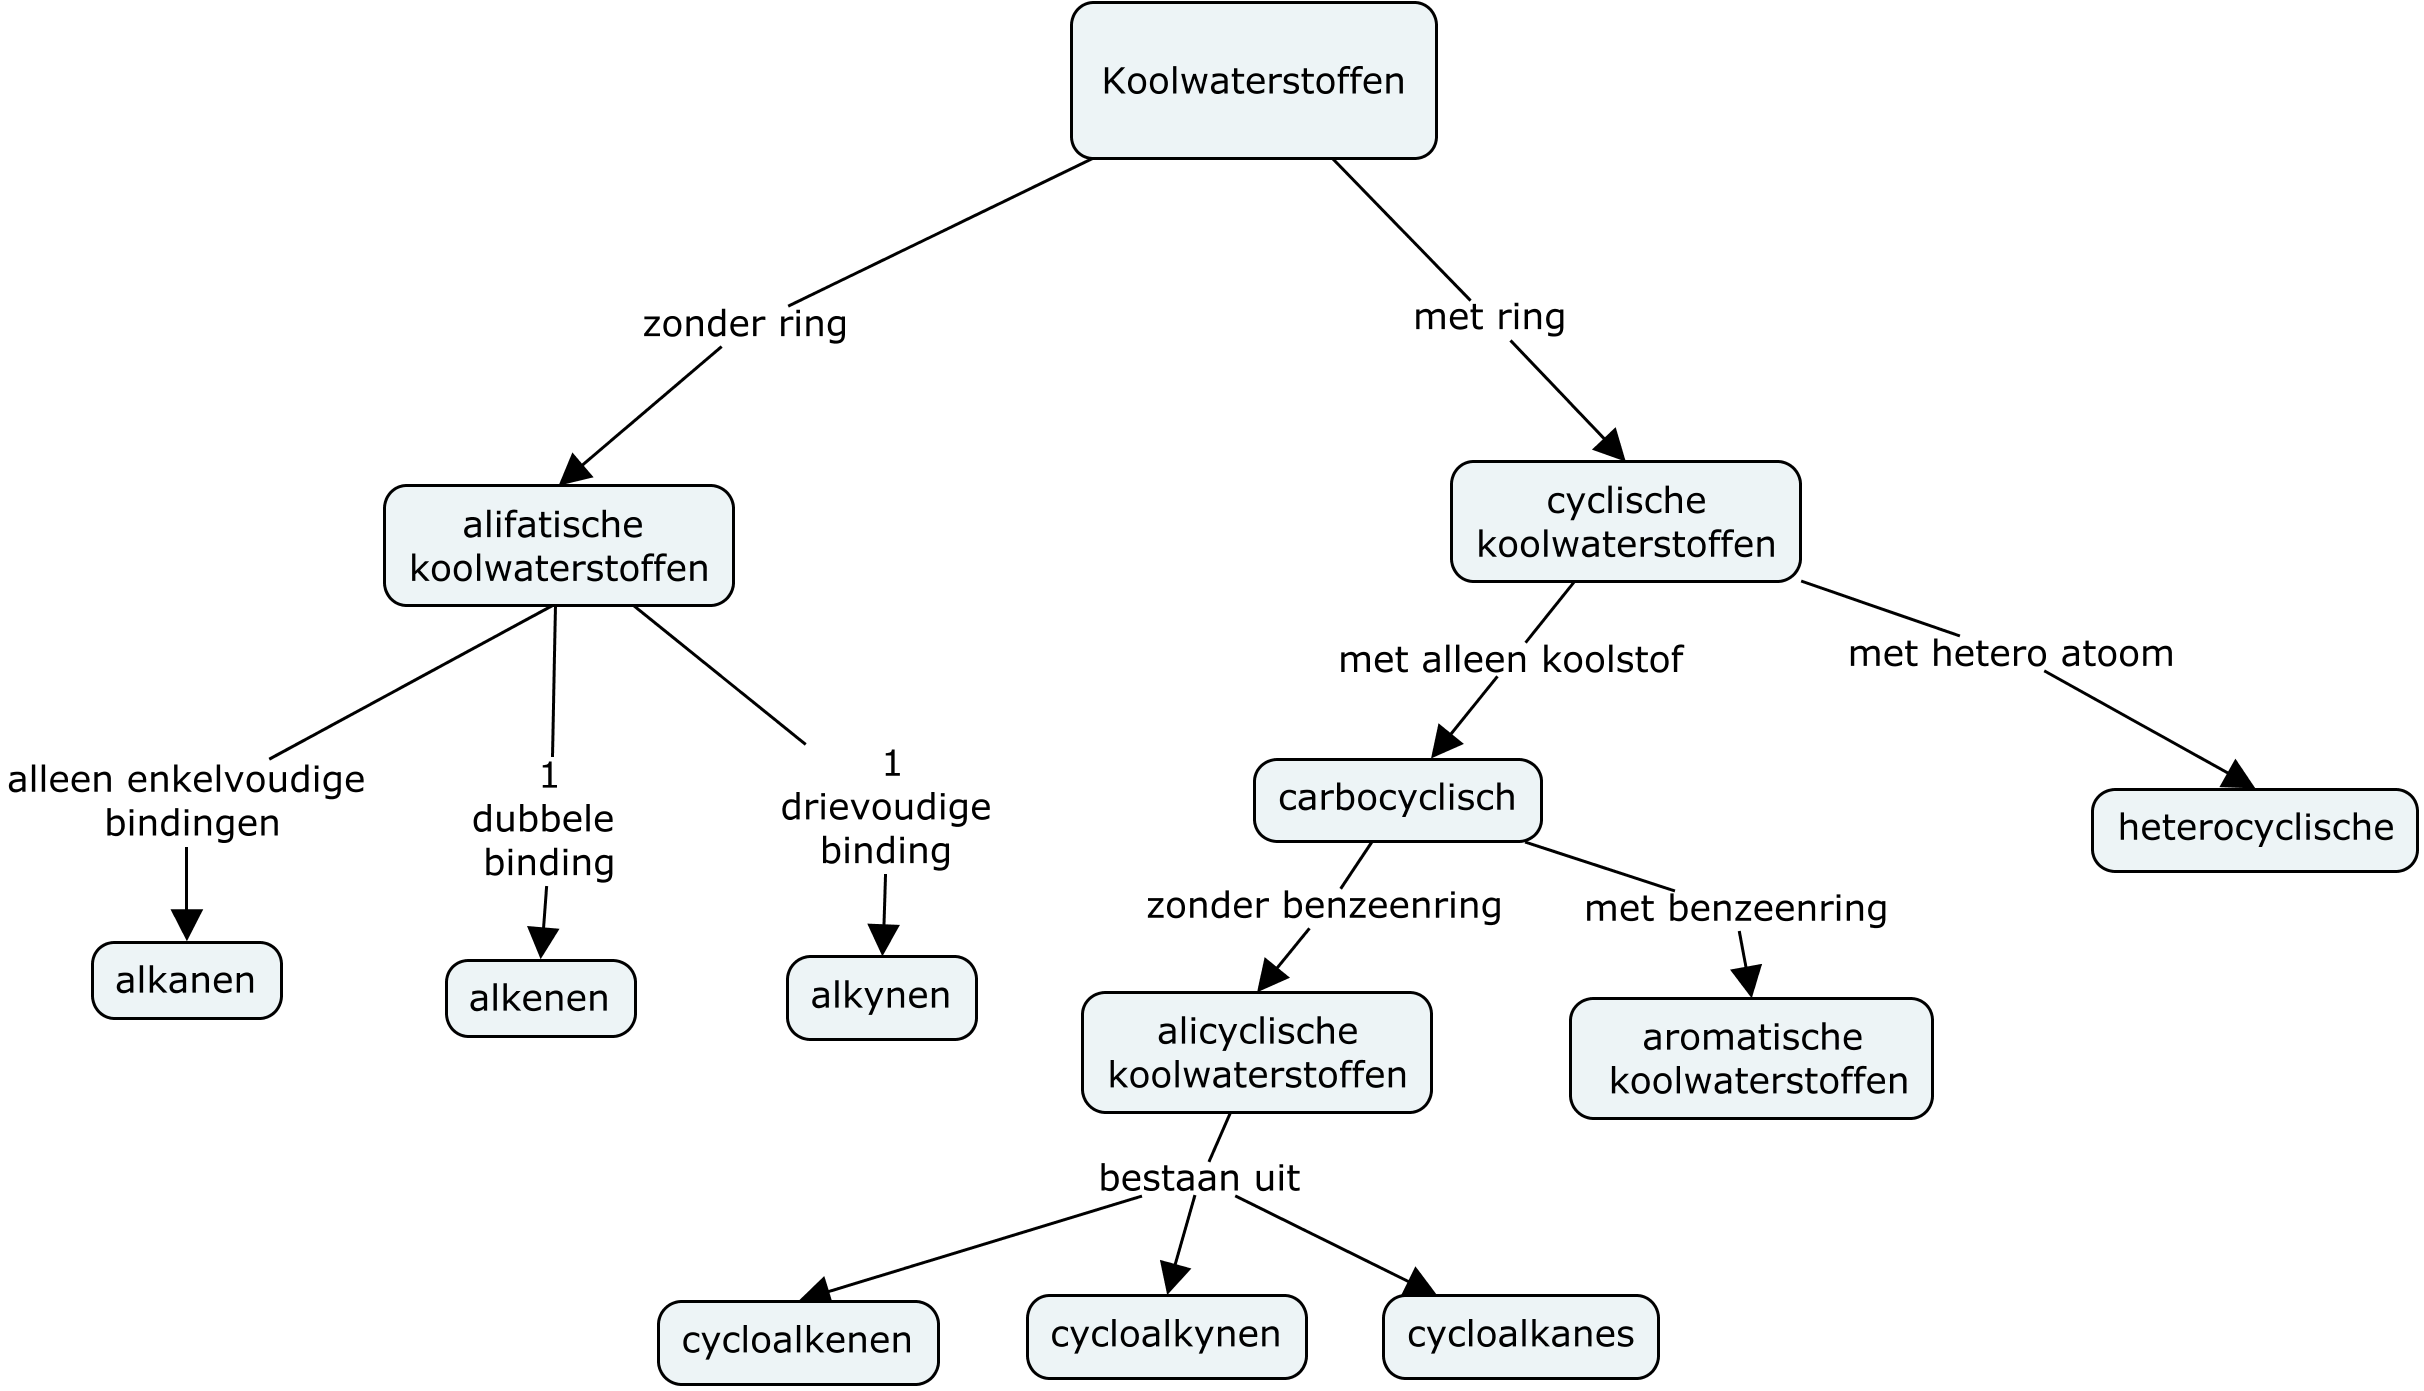 Koolwaterstoffen
zonder ring
met ring
alifatische
koolwaterstoffen
cyclische
koolwaterstoffen
met alleen koolstof
met hetero atoom
alleen enkelvoudige
bindingen
1
dubbele
binding
1
drievoudige
binding
carbocyclisch
heterocyclische
zonder benzeenring
met benzeenring
alkanen
alkenen
alkynen
alicyclische
koolwaterstoffen
aromatische
koolwaterstoffen
bestaan uit
cycloalkenen
cycloalkynen
cycloalkanes